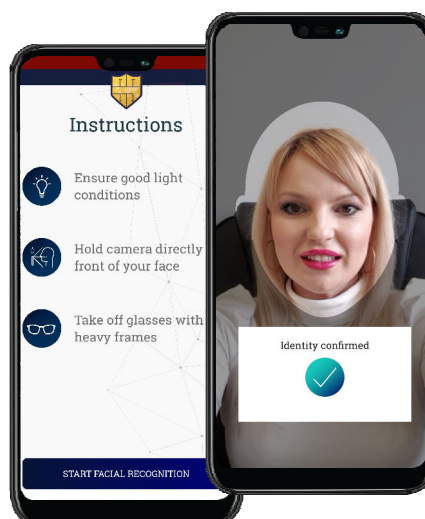 Instructions
Ensure good light
conditions
Hold camera directly
front of your face
Take off glasses with
heavy frames
START FACIAL RECOGNITION
Identity confirmed